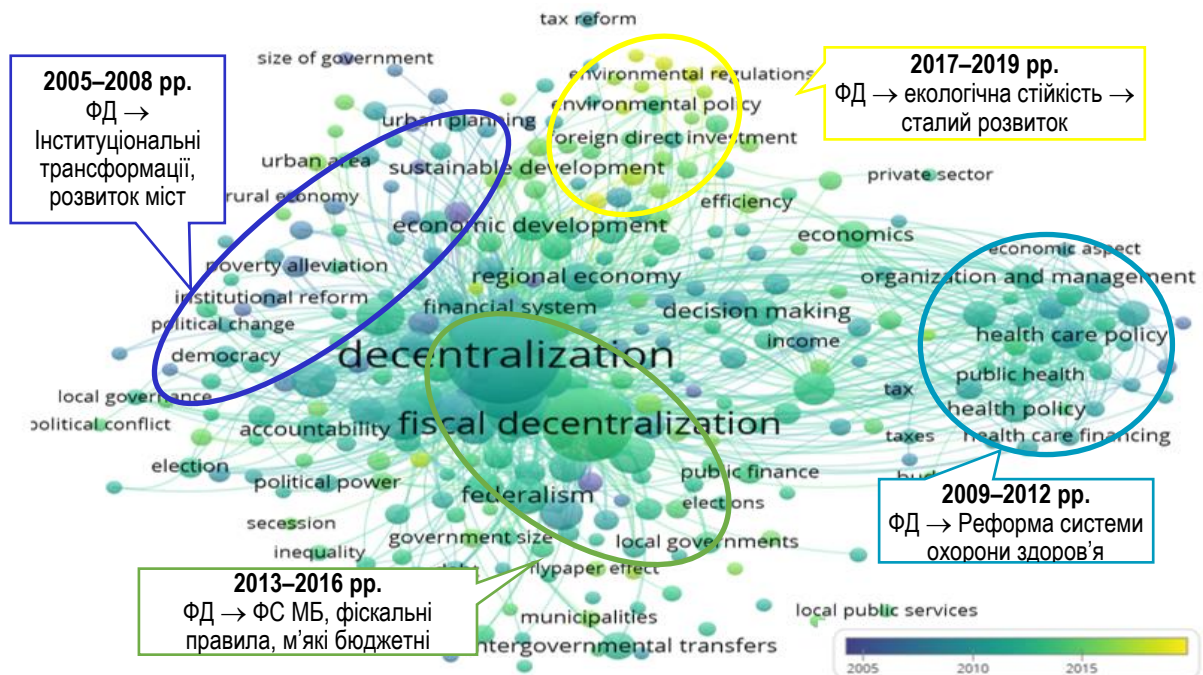 tax reform
size of government
2005–2008 рр.
ФД →
Інституціональні
трансформації,
розвиток міст
environmental regulations
environmental policy
foreign direct investment
2017–2019 рр.
ФД → екологічна стійкість →
сталий розвиток
urban planning
urban area
sustainable development
rural economy
private sector
efficiency
economic development
economics
economic aspect
poverty alleviation
regional economy
organization and management
institutional reform
financial system
decision making
political change
health care policy
democracy
decentralization
income
public health
local governance
tax
health policy
political conflict
accountability
fiscal decentralization
taxes
health care financing
election
public finance
political power
federalism
elections
2009–2012 рр.
ФД → Реформа системи
охорони здоров’я
secession
government size
local governments
inequality
flypaper effect
2013–2016 рр.
ФД → ФС МБ, фіскальні
правила, м’які бюджетні
municipalities
local public services
intergovernmental transfers
2005
2010
2015